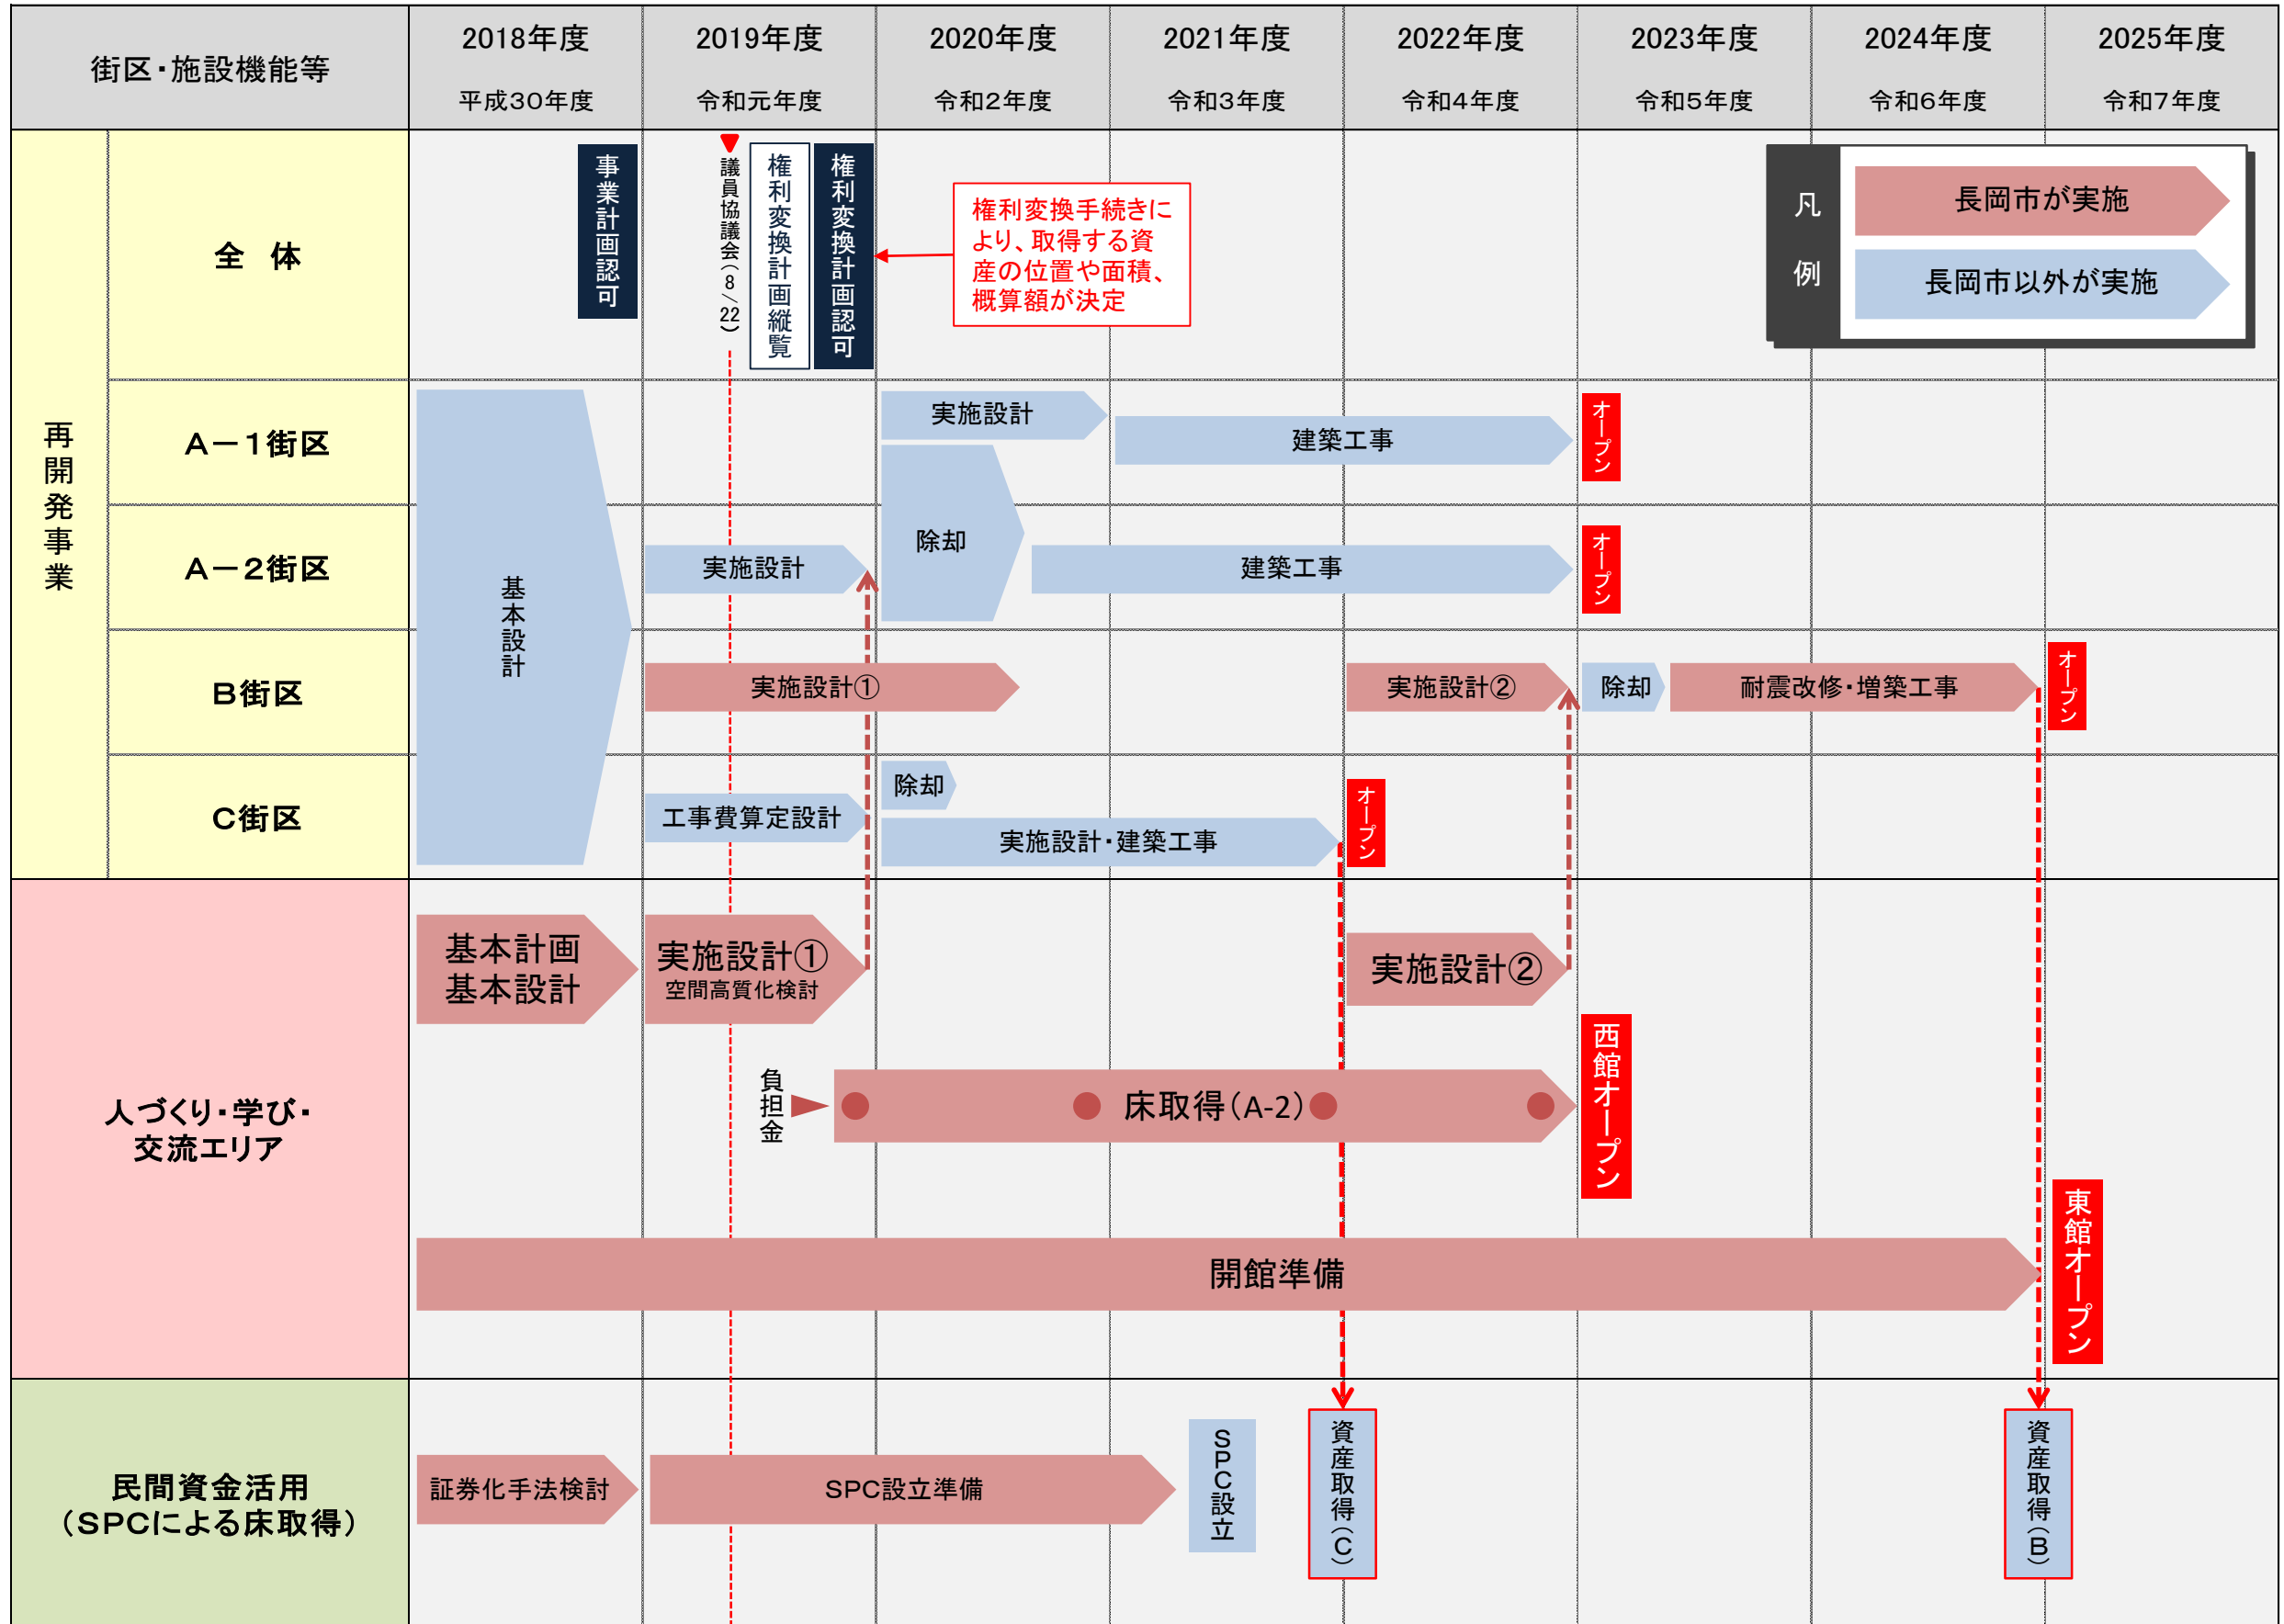 街区・施設機能等
2018年度
平成30年度
2019年度
令和元年度
2020年度
令和2年度
2021年度
令和3年度
2022年度
令和4年度
2023年度
令和5年度
2024年度
令和6年度
2025年度
令和7年度
再開発事業
全 体
事業計画認可
議員協議会(8/22)
権利変換計画縦覧
権利変換計画認可
権利変換手続きに
より、取得する資
産の位置や面積、
概算額が決定
凡例
長岡市が実施
長岡市以外が実施
A-1街区
基本設計
実施設計
建築工事
オープン
A-2街区
実施設計
除却
建築工事
オープン
B街区
実施設計①
実施設計②
除却
耐震改修・増築工事
オープン
C街区
工事費算定設計
除却
実施設計・建築工事
オープン
人づくり・学び・
交流エリア
基本計画
基本設計
実施設計①
空間高質化検討
実施設計②
負担金
床取得(A-2)
西館オープン
開館準備
東館オープン
民間資金活用
(SPCによる床取得)
証券化手法検討
SPC設立準備
SPC設立
資産取得(C)
資産取得(B)